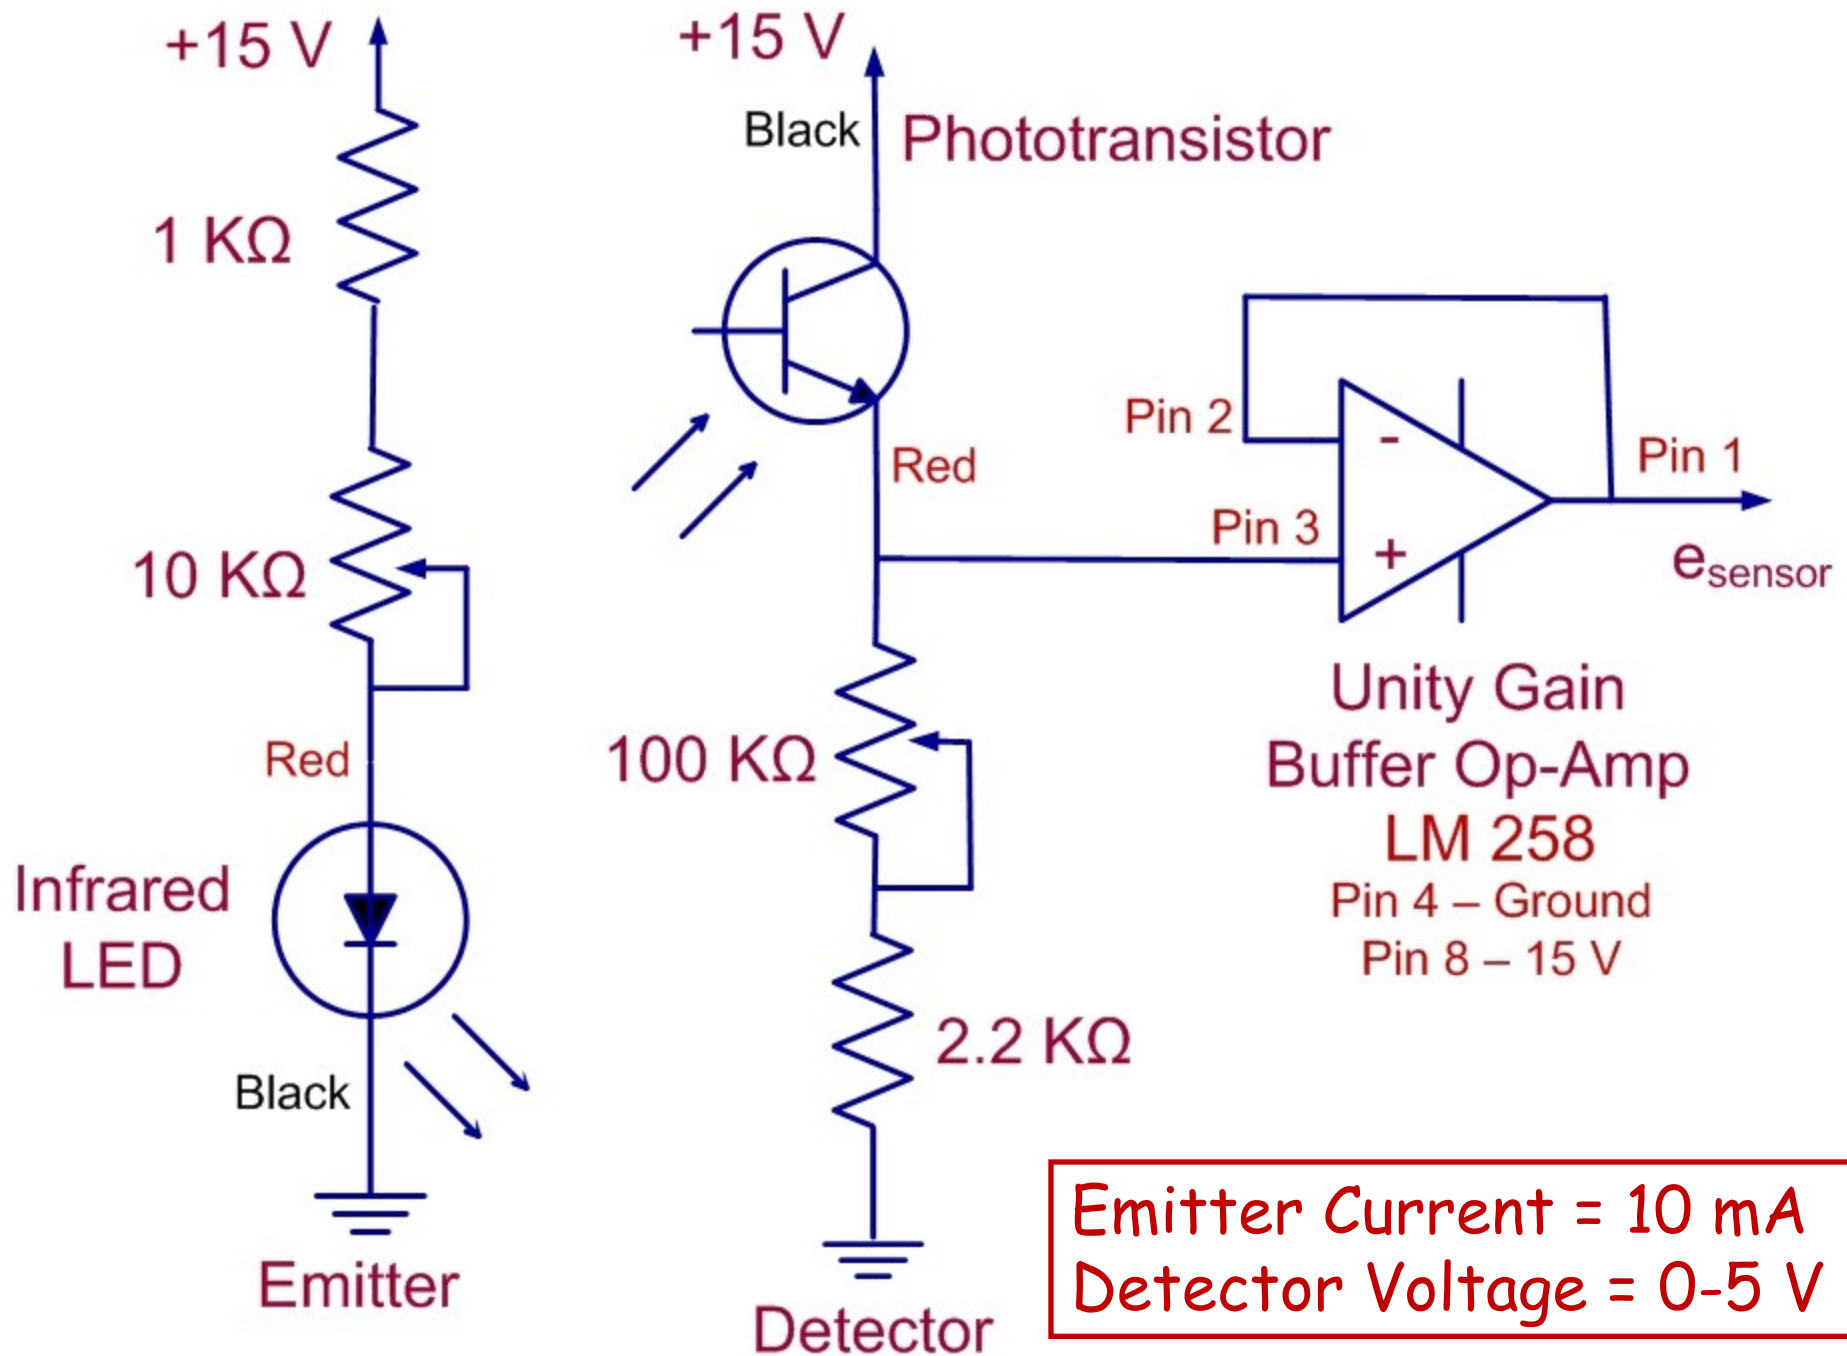 +15 V
1 KΩ
10 KΩ
Red
Infrared
LED
Black
Emitter
+15 V
Black
Phototransistor
Red
100 KΩ
2.2 KΩ
Detector
Pin 2
-
Pin 3
+
Pin 1
esensor
Unity Gain
Buffer Op-Amp
LM 258
Pin 4 – Ground
Pin 8 – 15 V
Emitter Current = 10 mA
Detector Voltage = 0-5 V